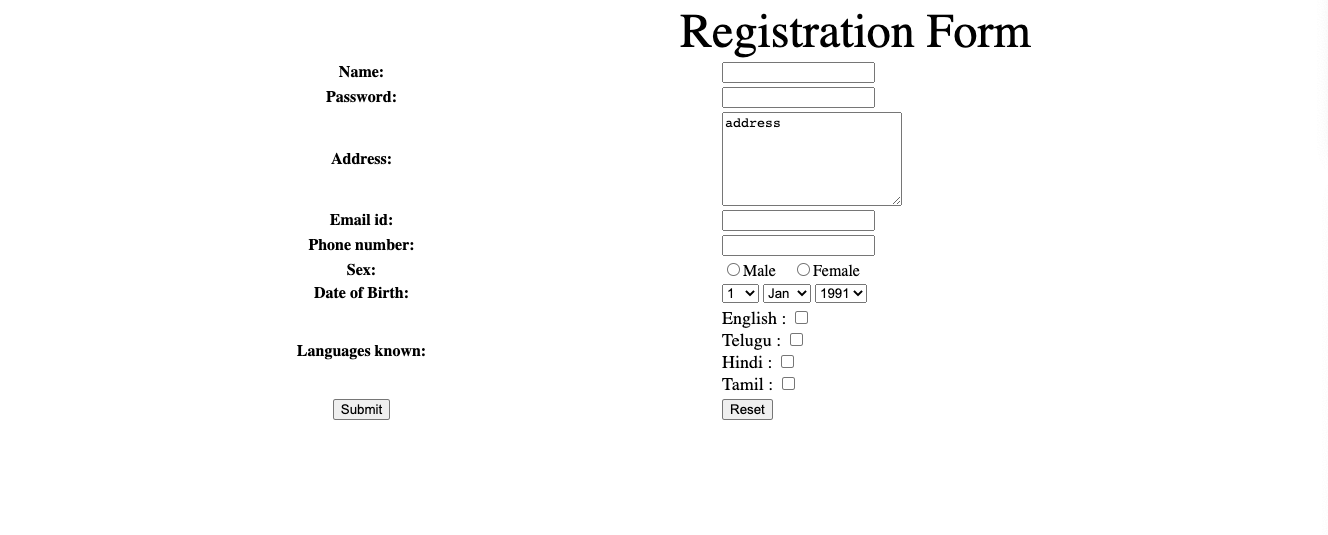 Registration Form
Name:
Password:
Address: address
Email id:
Phone number:
Sex: Male Female
Date of Birth: 1 Jan 1991
English :
Telugu :
Languages known:
Hindi :
Tamil :
Submit Reset